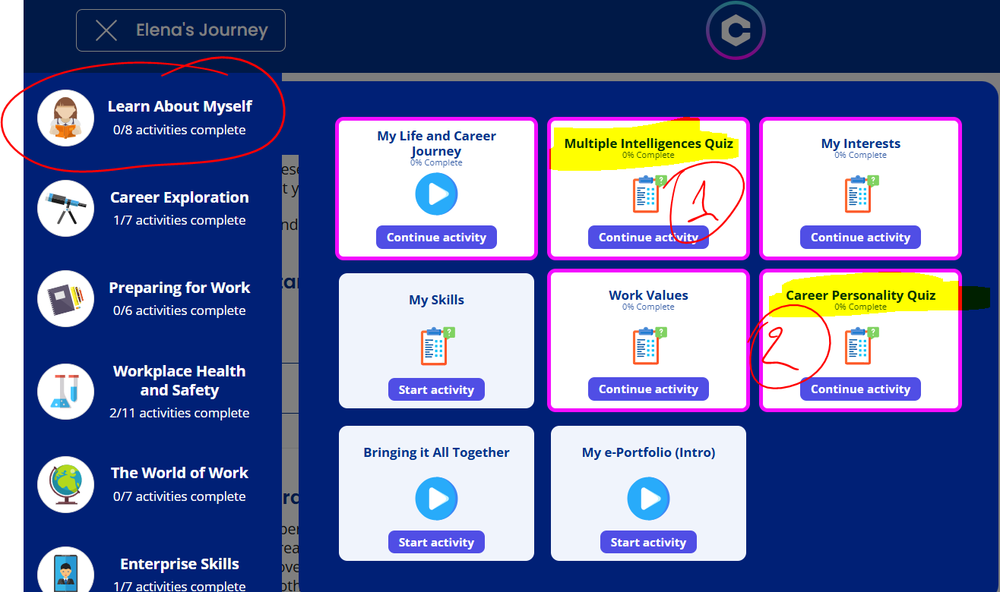 Elena's Journey
Learn About Myself
0/8 activities complete
Career Exploration
1/7 activities complete
Preparing for Work
0/6 activities complete
Workplace Health
and Safety
2/11 activities complete
The World of Work
0/7 activities complete
Enterprise Skills
1/7 activities complete
My Life and Career
Journey
0% Complete
Continue activity
Multiple Intelligences Quiz
0% Complete
1
Continue activity
My Interests
0% Complete
Continue activity
My Skills
Start activity
Work Values
0% Complete
Continue activity
Career Personality Quiz
0% Complete
2
Continue activity
Bringing it All Together
Start activity
My e-Portfolio (Intro)
Start activity